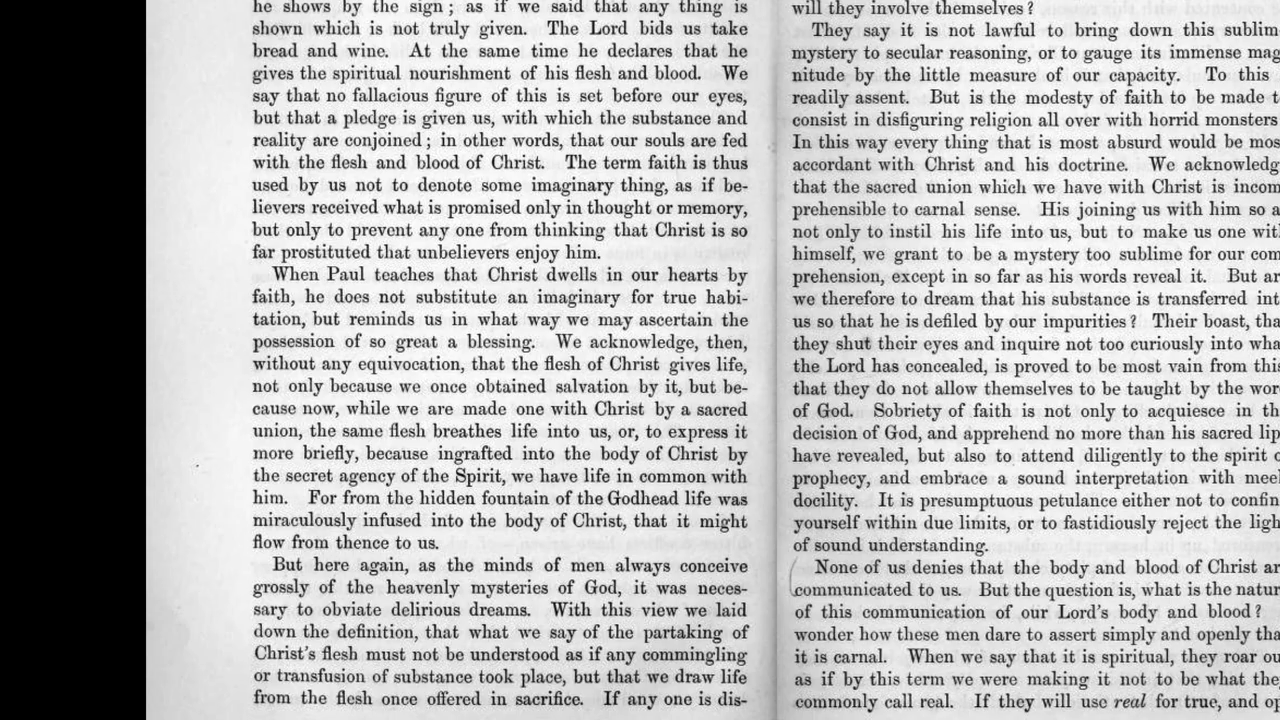 he shows by the sign; as if we said that any thing is
shown which is not truly given. The Lord bids us take
bread and wine. At the same time he declares that he
gives the spiritual nourishment of his flesh and blood. We
say that no fallacious figure of this is set before our eyes,
but that a pledge is given us, with which the substance and
reality are conjoined; in other words, that our souls are fed
with the flesh and blood of Christ. The term faith is thus
used by us not to denote some imaginary thing, as if be-
lievers received what is promised only in thought or memory,
but only to prevent any one from thinking that Christ is so
far prostituted that unbelievers enjoy him.
When Paul teaches that Christ dwells in our hearts by
faith, he does not substitute an imaginary for true habi-
tation, but reminds us in what way we may ascertain the
possession of so great a blessing. We acknowledge, then,
without any equivocation, that the flesh of Christ gives life,
not only because we once obtained salvation by it, but be-
cause now, while we are made one with Christ by a sacred
union, the same flesh breathes life into us, or, to express it
more briefly, because ingrafted into the body of Christ by
the secret agency of the Spirit, we have life in common with
him. For from the hidden fountain of the Godhead life was
miraculously infused into the body of Christ, that it might
flow from thence to us.
But here again, as the minds of men always conceive
grossly of the heavenly mysteries of God, it was neces-
sary to obviate delirious dreams. With this view we laid
down the definition, that what we say of the partaking of
Christ's flesh must not be understood as if any commingling
or transfusion of substance took place, but that we draw life
from the flesh once offered in sacrifice. If any one is dis-
will they involve themselves?
They say it is not lawful to bring down this sublim
mystery to secular reasoning, or to gauge its immense mag
nitude by the little measure of our capacity. To this
readily assent. But is the modesty of faith to be made t
consist in disfiguring religion all over with horrid monsters
In this way every thing that is most absurd would be mos
accordant with Christ and his doctrine. We acknowledg
that the sacred union which we have with Christ is incom
prehensible to carnal sense. His joining us with him so a
not only to instil his life into us, but to make us one wit
himself, we grant to be a mystery too sublime for our com
prehension, except in so far as his words reveal it. But ar
we therefore to dream that his substance is transferred int
us so that he is defiled by our impurities? Their boast, tha
they shut their eyes and inquire not too curiously into wha
the Lord has concealed, is proved to be most vain from this
that they do not allow themselves to be taught by the wor
of God. Sobriety of faith is not only to acquiesce in th
decision of God, and apprehend no more than his sacred lip
have revealed, but also to attend diligently to the spirit o
prophecy, and embrace a sound interpretation with meek
docility. It is presumptuous petulance either not to confin
yourself within due limits, or to fastidiously reject the ligh
of sound understanding.
None of us denies that the body and blood of Christ ar
communicated to us. But the question is, what is the natur
of this communication of our Lord's body and blood?
wonder how these men dare to assert simply and openly tha
it is carnal. When we say that it is spiritual, they roar ou
as if by this term we were making it not to be what the
commonly call real. If they will use real for true, and op